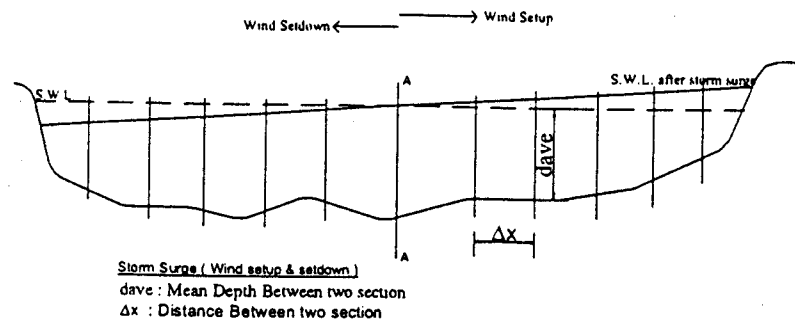 Wind Setdown
Wind Setup
A
S.W.L.
S.W.L. after storm surge
dave
Δx
A
Storm Surge ( Wind setup & setdown )
dave : Mean Depth Between two section
Δx : Distance Between two section